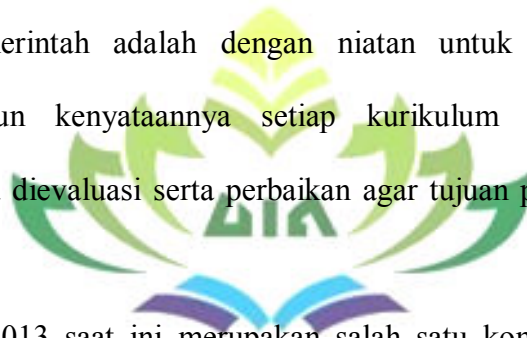 erintah adalah dengan niatan untuk
un kenyataannya setiap kurikulum
dievaluasi serta perbaikan agar tujuan p
013 saat ini merupakan salah satu